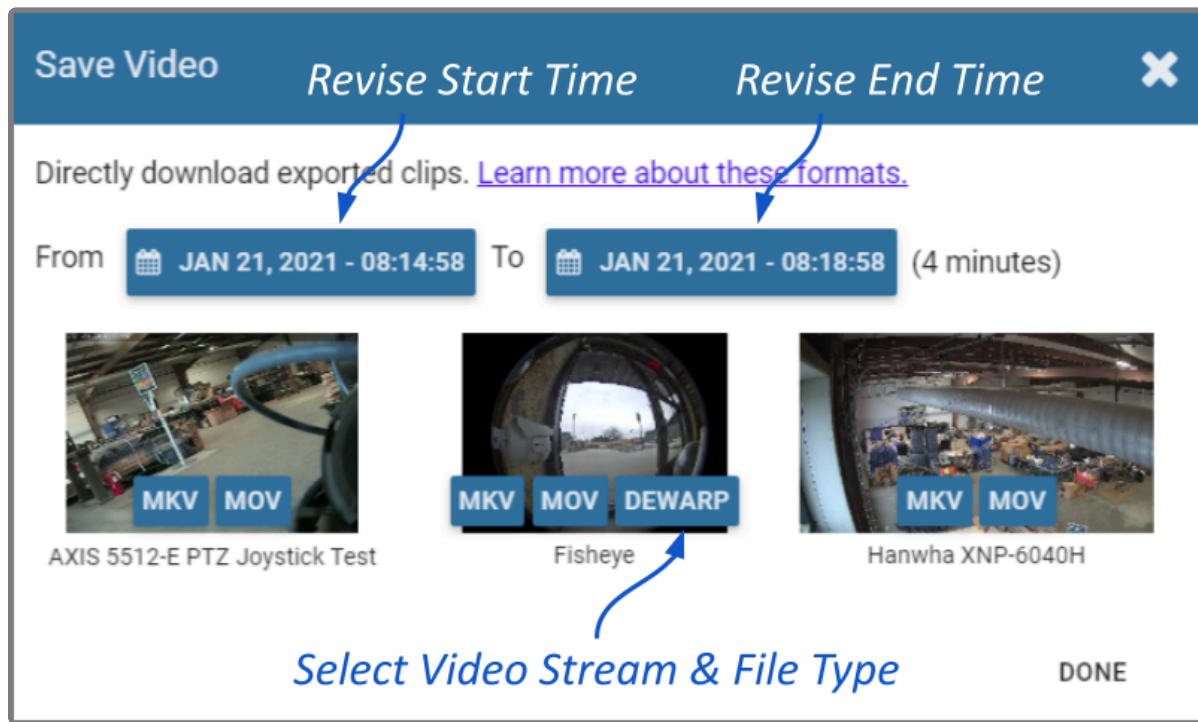 Save Video
Revise Start Time
Revise End Time
Directly download exported clips. Learn more about these formats.
From JAN 21, 2021 - 08:14:58 To JAN 21, 2021 - 08:18:58 (4 minutes)
MKV MOV
MKV MOV DEWARP
MKV MOV
AXIS 5512-E PTZ Joystick Test
Fisheye
Hanwha XNP-6040H
Select Video Stream & File Type
DONE